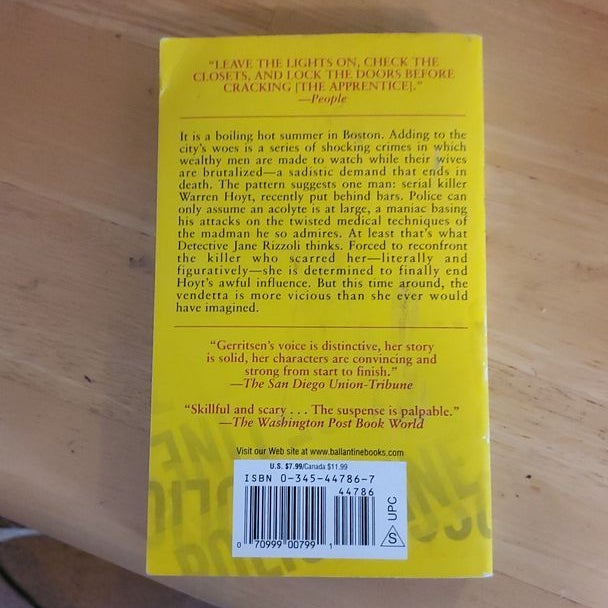 “LEAVE THE LIGHTS ON, CHECK THE
CLOSETS, AND LOCK THE DOORS BEFORE
CRACKING [THE APPRENTICE].”
—People
It is a boiling hot summer in Boston. Adding to the
city’s woes is a series of shocking crimes in which
wealthy men are made to watch while their wives
are brutalized—a sadistic demand that ends in
death. The pattern suggests one man: serial killer
Warren Hoyt, recently put behind bars. Police can
only assume an acolyte is at large, a maniac basing
his attacks on the twisted medical techniques of
the madman he so admires. At least that’s what
Detective Jane Rizzoli thinks. Forced to reconfront
the killer who scarred her—literally and
figuratively—she is determined to finally end
Hoyt’s awful influence. But this time around, the
vendetta is more vicious than she ever would
have imagined.
“Gerritsen’s voice is distinctive, her story
is solid, her characters are convincing and
strong from start to finish.”
—The San Diego Union-Tribune
“Skillful and scary . . . The suspense is palpable.”
—The Washington Post Book World
Visit our Web site at www.ballantinebooks.com
U.S. $7.99/Canada $11.99
ISBN 0-345-44786-7
44786
0 70999 00799 1
S UPC
POLIC